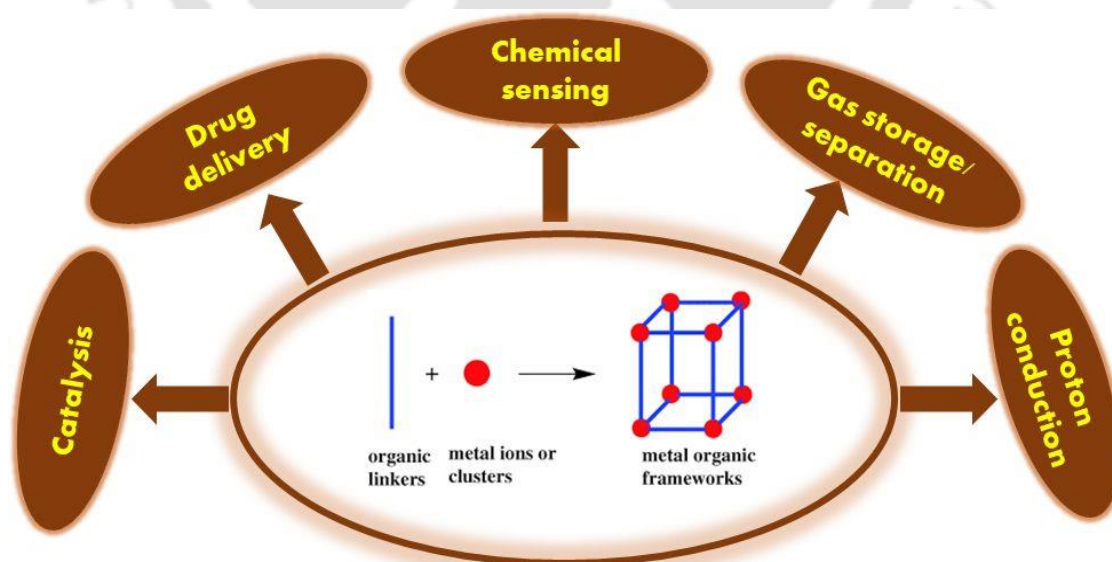 Chemical
sensing
Drug
delivery
Gas storage/
separation
Catalysis
Proton
conduction
+
organic
linkers
metal ions or
clusters
metal organic
frameworks